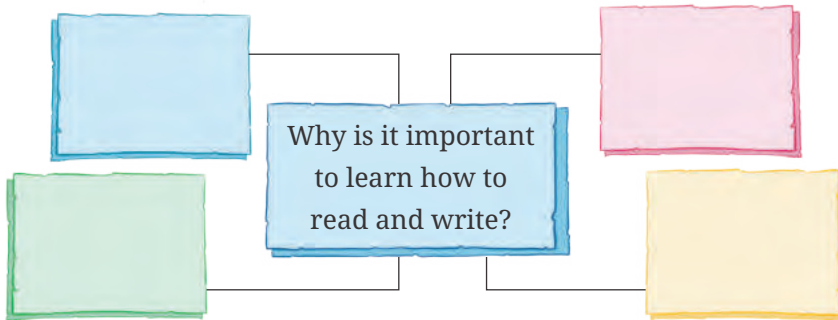 Why is it important
to learn how to
read and write?